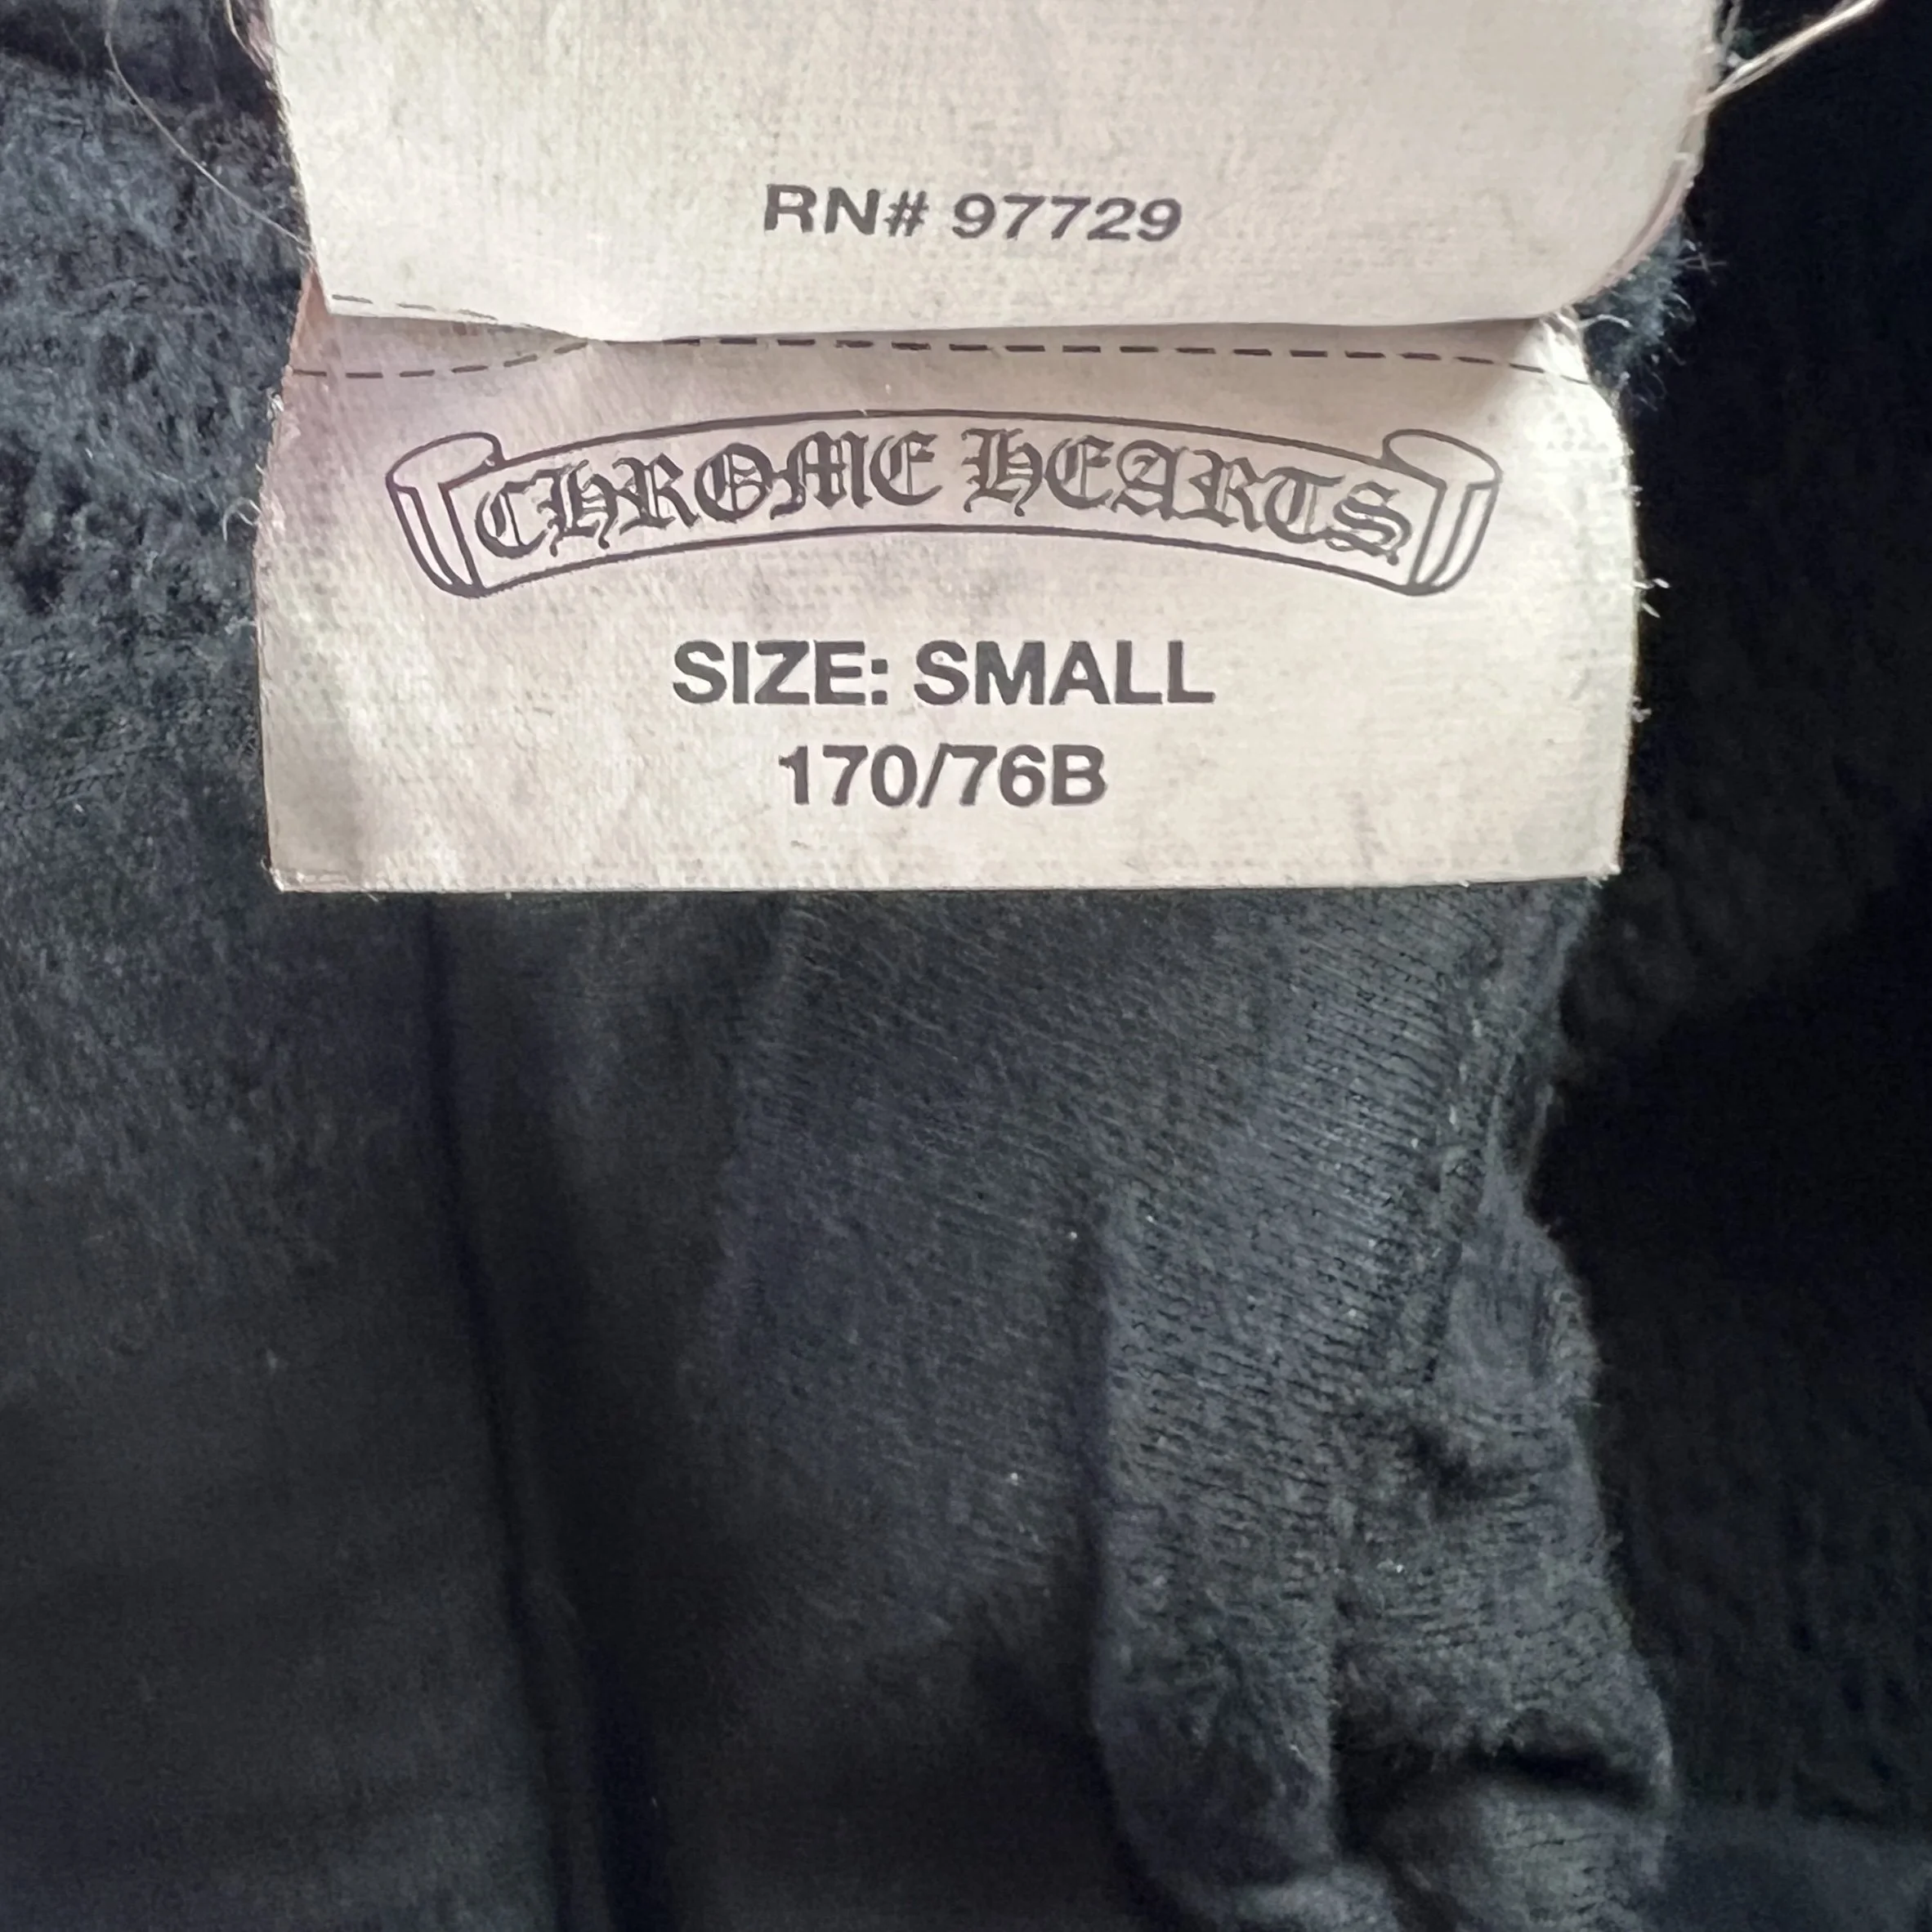 RN# 97729
CHROME HEARTS
SIZE: SMALL
170/76B